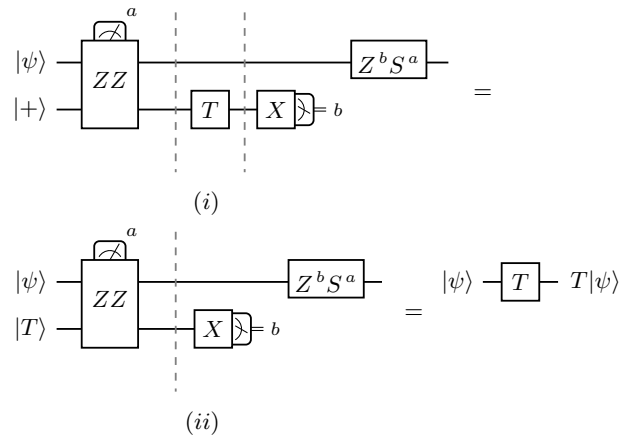 a
|ψ⟩ ZZ Z^b S^a
|+⟩ T X = b =
(i)
a
|ψ⟩ ZZ Z^b S^a |ψ⟩ T T|ψ⟩
|T⟩ X = b =
(ii)